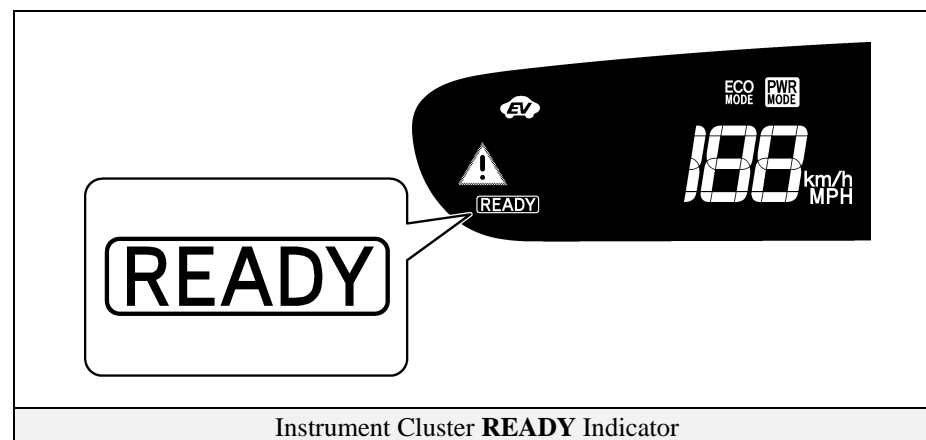 EV
ECO
MODE
PWR
MODE
188
km/h
MPH
READY
READY
Instrument Cluster READY Indicator